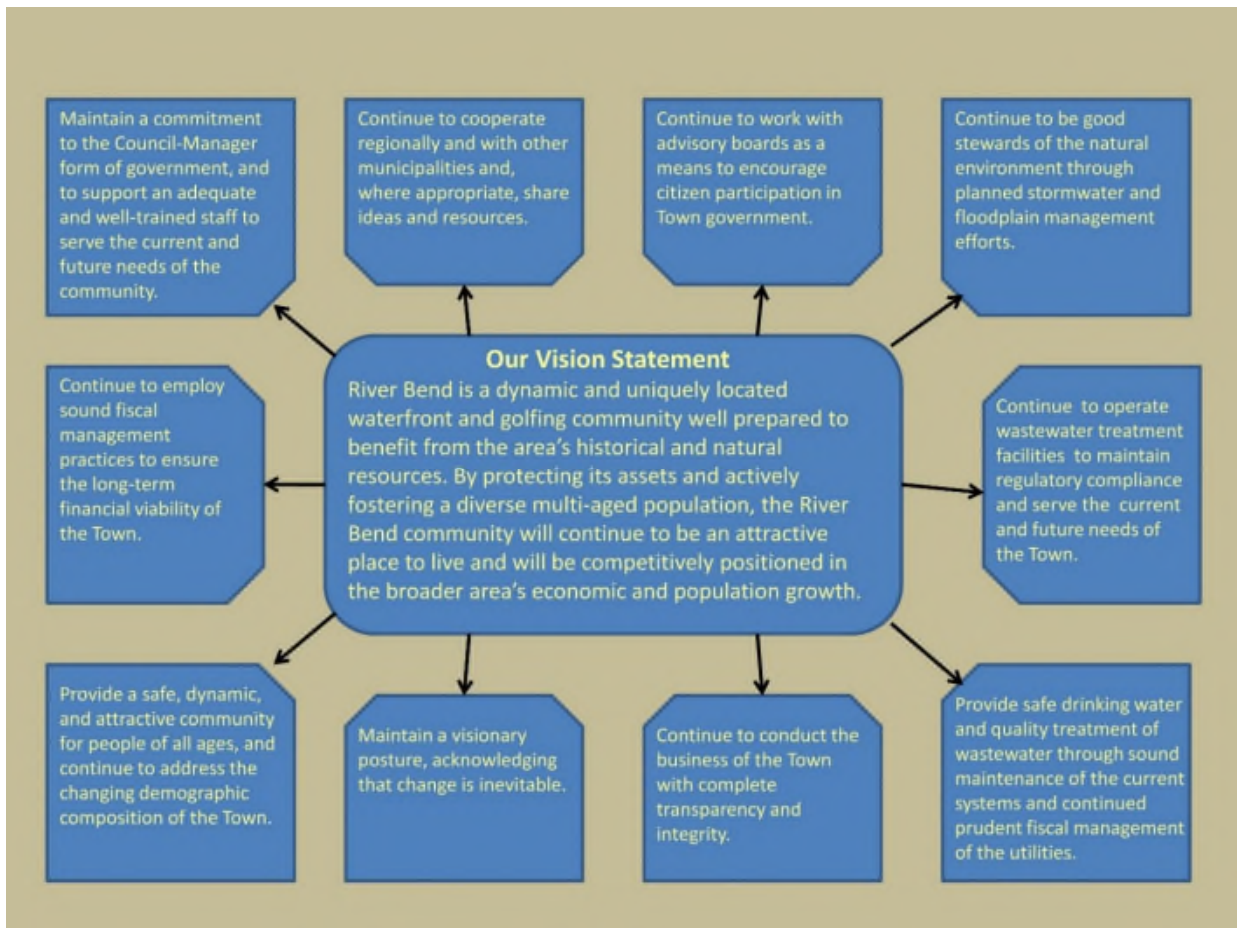 Maintain a commitment
to the Council-Manager
form of government, and
to support an adequate
and well-trained staff to
serve the current and
future needs of the
community.
Continue to cooperate
regionally and with other
municipalities and,
where appropriate, share
ideas and resources.
Continue to work with
advisory boards as a
means to encourage
citizen participation in
Town government.
Continue to be good
stewards of the natural
environment through
planned stormwater and
floodplain management
efforts.
Continue to employ
sound fiscal
management
practices to ensure
the long-term
financial viability of
the Town.
Our Vision Statement
River Bend is a dynamic and uniquely located
waterfront and golfing community well prepared to
benefit from the area's historical and natural
resources. By protecting its assets and actively
fostering a diverse multi-aged population, the River
Bend community will continue to be an attractive
place to live and will be competitively positioned in
the broader area's economic and population growth.
Continue to operate
wastewater treatment
facilities to maintain
regulatory compliance
and serve the current
and future needs of
the Town.
Provide a safe, dynamic,
and attractive community
for people of all ages, and
continue to address the
changing demographic
composition of the Town.
Maintain a visionary
posture, acknowledging
that change is inevitable.
Continue to conduct the
business of the Town
with complete
transparency and
integrity.
Provide safe drinking water
and quality treatment of
wastewater through sound
maintenance of the current
systems and continued
prudent fiscal management
of the utilities.